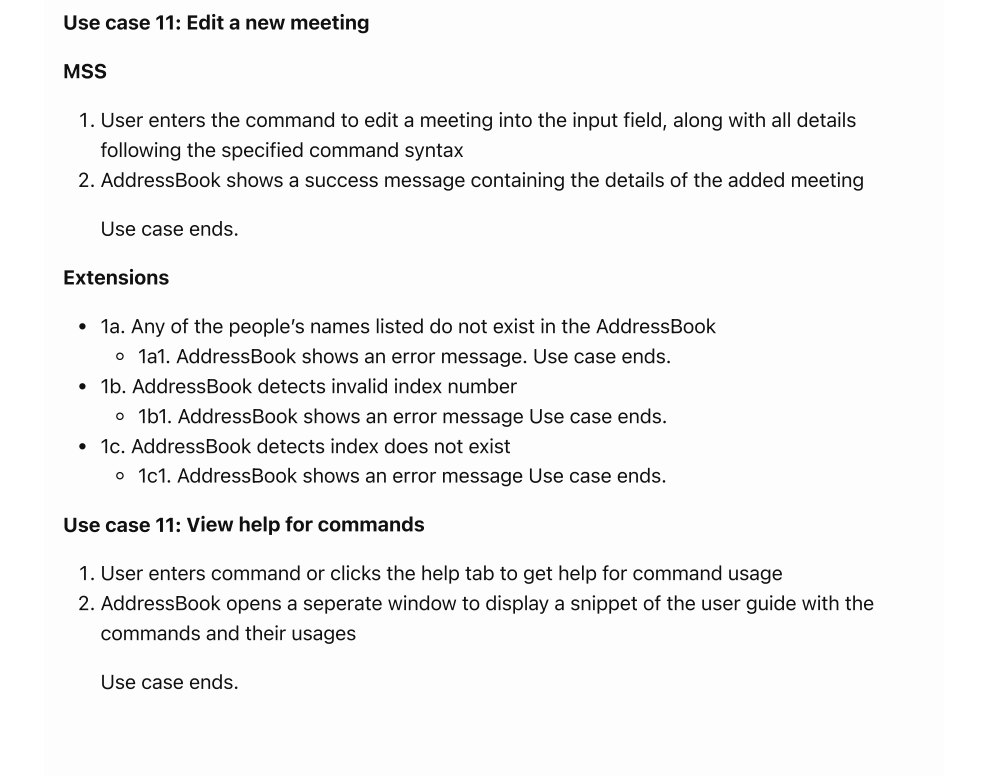 Use case 11: Edit a new meeting
MSS
1. User enters the command to edit a meeting into the input field, along with all details
following the specified command syntax
2. AddressBook shows a success message containing the details of the added meeting
Use case ends.
Extensions
• 1a. Any of the people’s names listed do not exist in the AddressBook
◦ 1a1. AddressBook shows an error message. Use case ends.
• 1b. AddressBook detects invalid index number
◦ 1b1. AddressBook shows an error message Use case ends.
• 1c. AddressBook detects index does not exist
◦ 1c1. AddressBook shows an error message Use case ends.
Use case 11: View help for commands
1. User enters command or clicks the help tab to get help for command usage
2. AddressBook opens a seperate window to display a snippet of the user guide with the
commands and their usages
Use case ends.